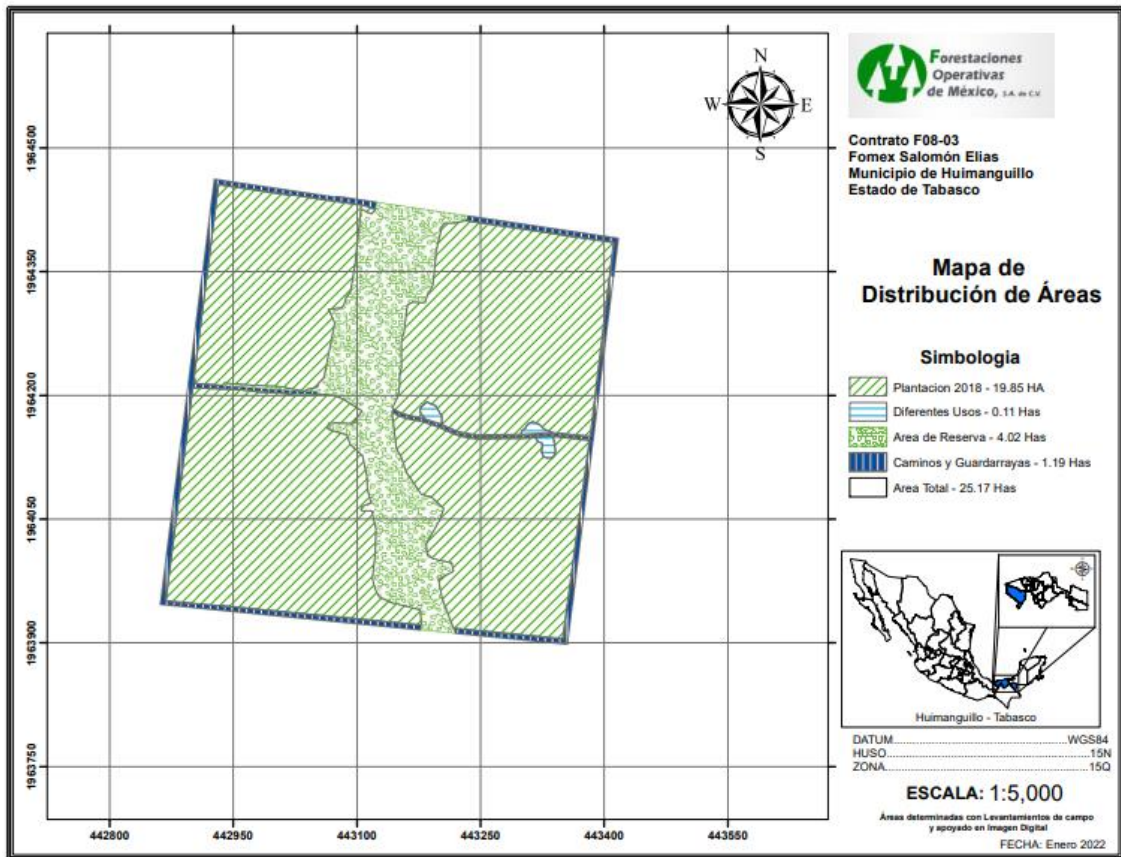 Forestaciones
Operativas
de México, S.A. de C.V.
Contrato F08-03
Fomex Salomón Elias
Municipio de Huimanguillo
Estado de Tabasco
Mapa de
Distribución de Áreas
Simbologia
Plantacion 2018 - 19.85 HA
Diferentes Usos - 0.11 Has
Area de Reserva - 4.02 Has
Caminos y Guardarrayas - 1.19 Has
Area Total - 25.17 Has
Huimanguillo - Tabasco
DATUM......WGS84
HUSO......15N
ZONA......15Q
ESCALA: 1:5,000
Áreas determinadas con Levantamientos de campo
y apoyado en Imagen Digital
FECHA: Enero 2022
N
W
E
S
1964500
1964350
1964200
1964050
1963900
1963750
442800
442950
443100
443250
443400
443550